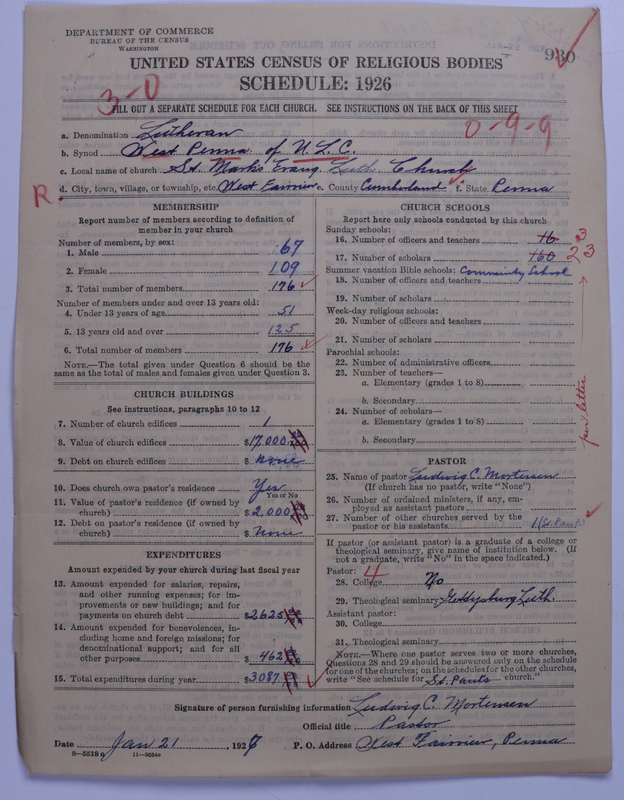 DEPARTMENT OF COMMERCE
BUREAU OF THE CENSUS
WASHINGTON
930
UNITED STATES CENSUS OF RELIGIOUS BODIES
SCHEDULE: 1926
3-0
FILL OUT A SEPARATE SCHEDULE FOR EACH CHURCH. SEE INSTRUCTIONS ON THE BACK OF THIS SHEET
0-9-9
a. Denomination Lutheran
b. Synod West Penna of U.L.C.
c. Local name of church St. Mark's Evang. Luth. Church
R. d. City, town, village, or township, etc. West Fairview e. County Cumberland f. State Penna
MEMBERSHIP
Report number of members according to definition of
member in your church
Number of members, by sex:
1. Male 67
2. Female 109
3. Total number of members 176
Number of members under and over 13 years old:
4. Under 13 years of age 51
5. 13 years old and over 125
6. Total number of members 176
NOTE.—The total given under Question 6 should be
same as the total of males and females given under Question 3.
CHURCH BUILDINGS
See instructions, paragraphs 10 to 12
7. Number of church edifices 1
8. Value of church edifices $17,000
9. Debt on church edifices $ none
10. Does church own pastor's residence? Yes
Yes or No
11. Value of pastor's residence (if owned by
church) $2,000
12. Debt on pastor's residence (if owned by
church) $ None
EXPENDITURES
Amount expended by your church during last fiscal year
13. Amount expended for salaries, repairs,
and other running expenses; for im-
provements or new buildings; and for
payments on church debt $2625
14. Amount expended for benevolences, in-
cluding home and foreign missions; for
denominational support; and for all
other purposes $462
15. Total expenditures during year $3087
CHURCH SCHOOLS
Report here only schools conducted by this church
Sunday schools:
16. Number of officers and teachers 16
17. Number of scholars 160
Summer vacation Bible schools: Community School
18. Number of officers and teachers
19. Number of scholars
Week-day religious schools:
20. Number of officers and teachers
21. Number of scholars
Parochial schools:
22. Number of administrative officers
23. Number of teachers—
a. Elementary (grades 1 to 8)
b. Secondary
24. Number of scholars—
a. Elementary (grades 1 to 8)
b. Secondary
per letter
PASTOR
25. Name of pastor Ludwig C. Mortensen
(If church has no pastor, write "None")
26. Number of ordained ministers, if any, em-
ployed as assistant pastors
27. Number of other churches served by the
pastor or his assistants 1 (St. Pauls)
If pastor (or assistant pastor) is a graduate of a college or
theological seminary, give name of institution below. (If
not a graduate, write "No" in the space indicated.)
Pastor: 4
28. College No
29. Theological seminary Gettysburg Luth.
Assistant pastor:
30. College
31. Theological seminary
NOTE.—Where one pastor serves two or more churches,
Questions 28 and 29 should be answered only on the schedule
for one of the churches; on the schedules for the other churches,
write "See schedule for St. Pauls church."
Signature of person furnishing information Ludwig C. Mortensen
Official title Pastor
Date Jan 21, 1927 P. O. Address West Fairview, Penna
8—5518a 11—9054c